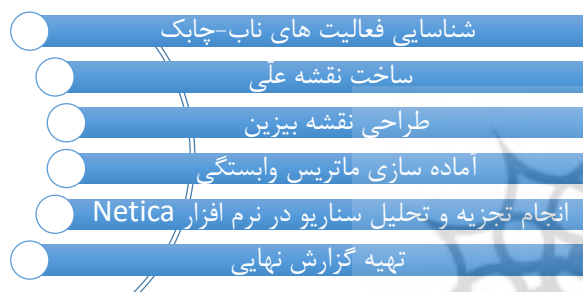 شناسایی فعالیت های ناب-چابک
ساخت نقشه علّی
طراحی نقشه بیزین
آماده سازی ماتریس وابستگی
انجام تجزیه و تحلیل سناریو در نرم افزار Netica
تهیه گزارش نهایی